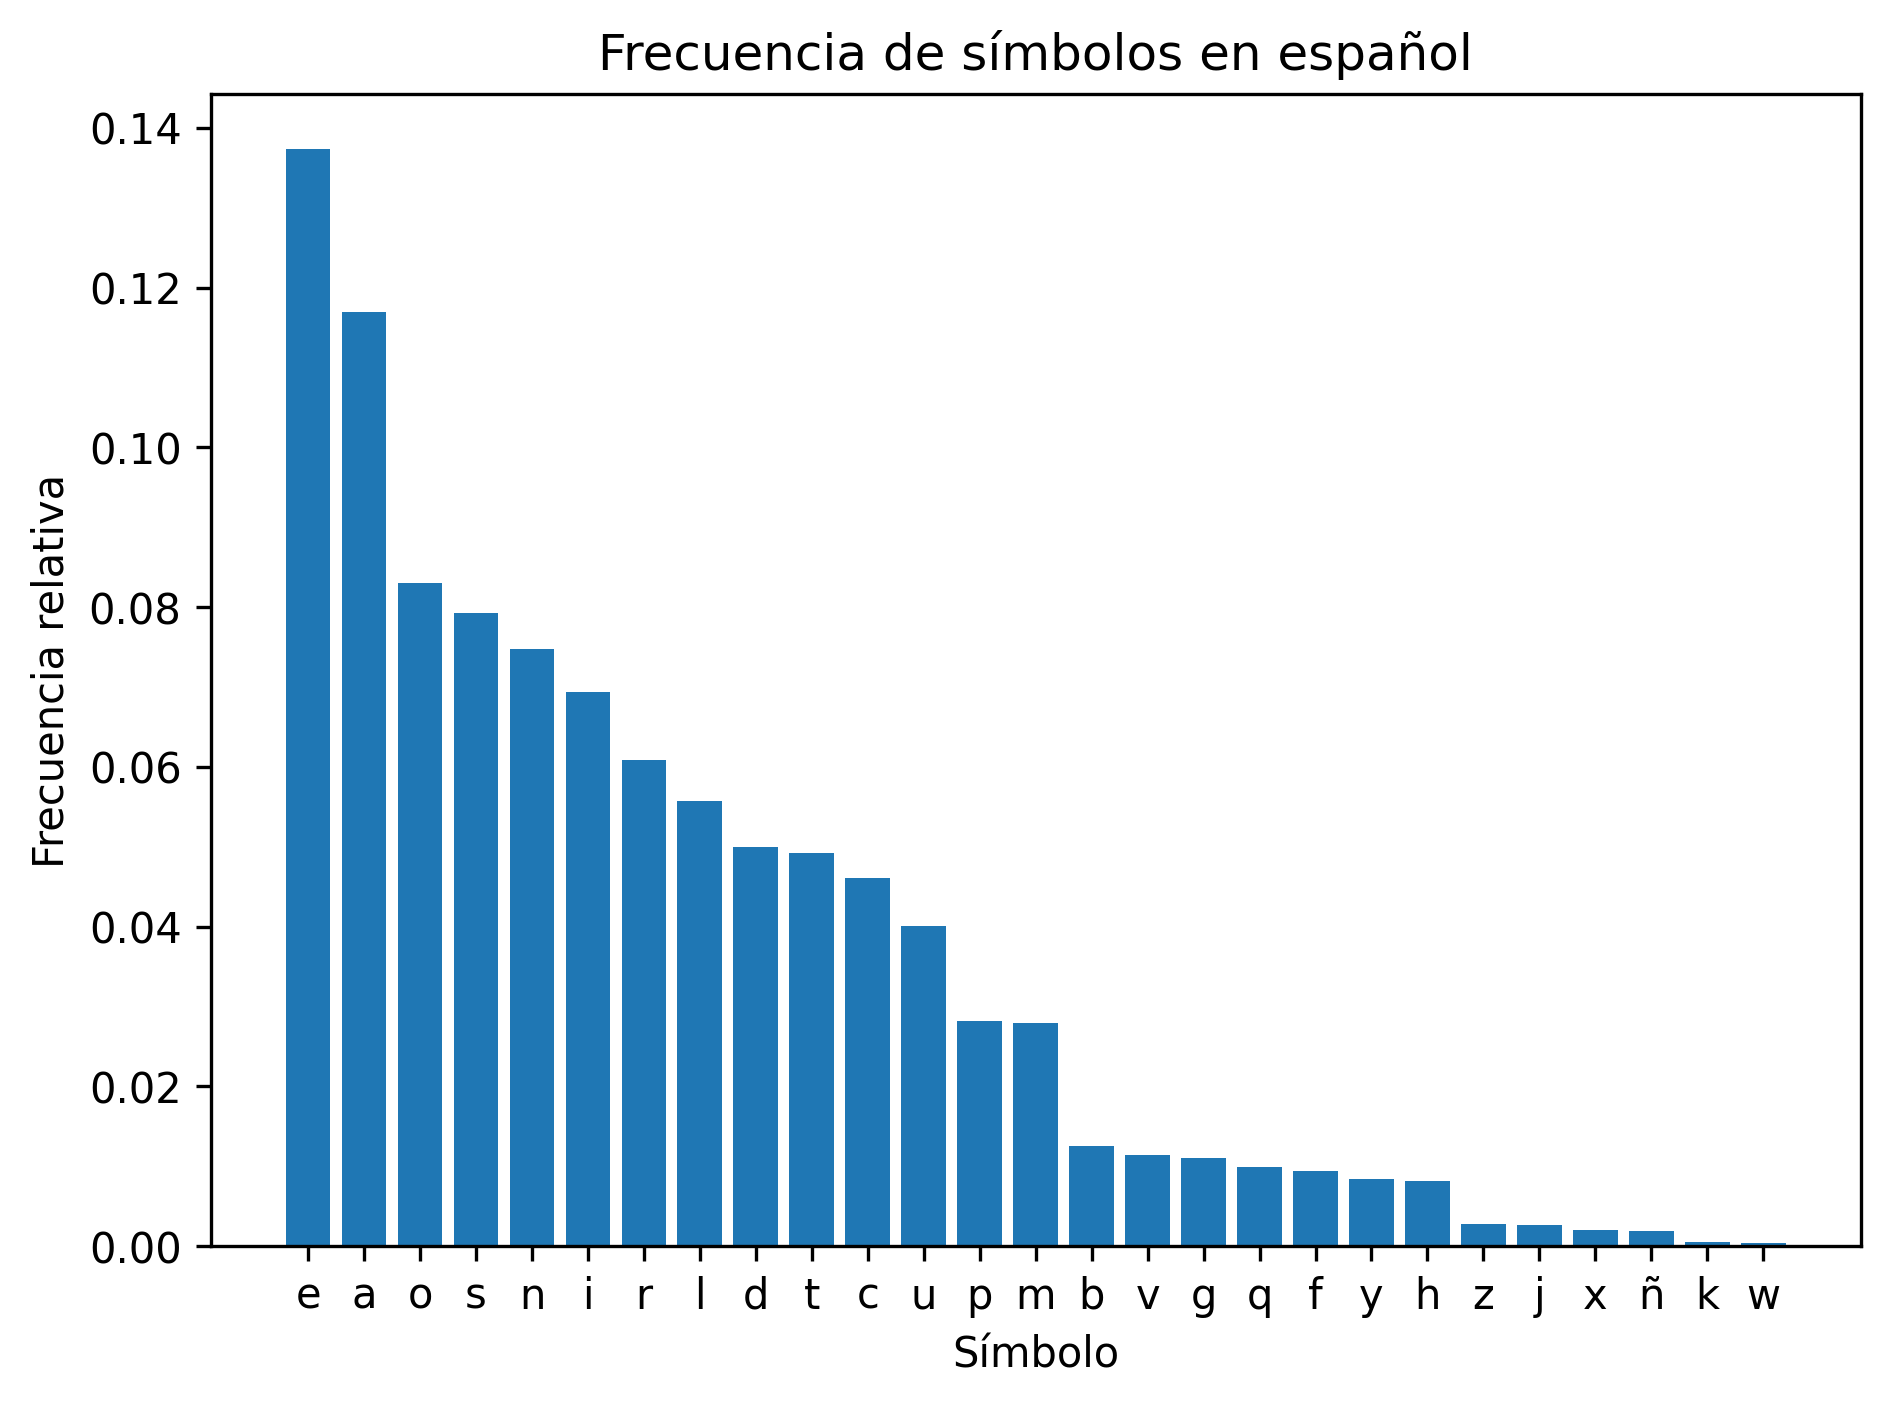 Frecuencia de símbolos en español
0.14
0.12
0.10
0.08
0.06
0.04
0.02
0.00
Frecuencia relativa
e a o s n i r l d t c u p m b v g q f y h z j x ñ k w
Símbolo